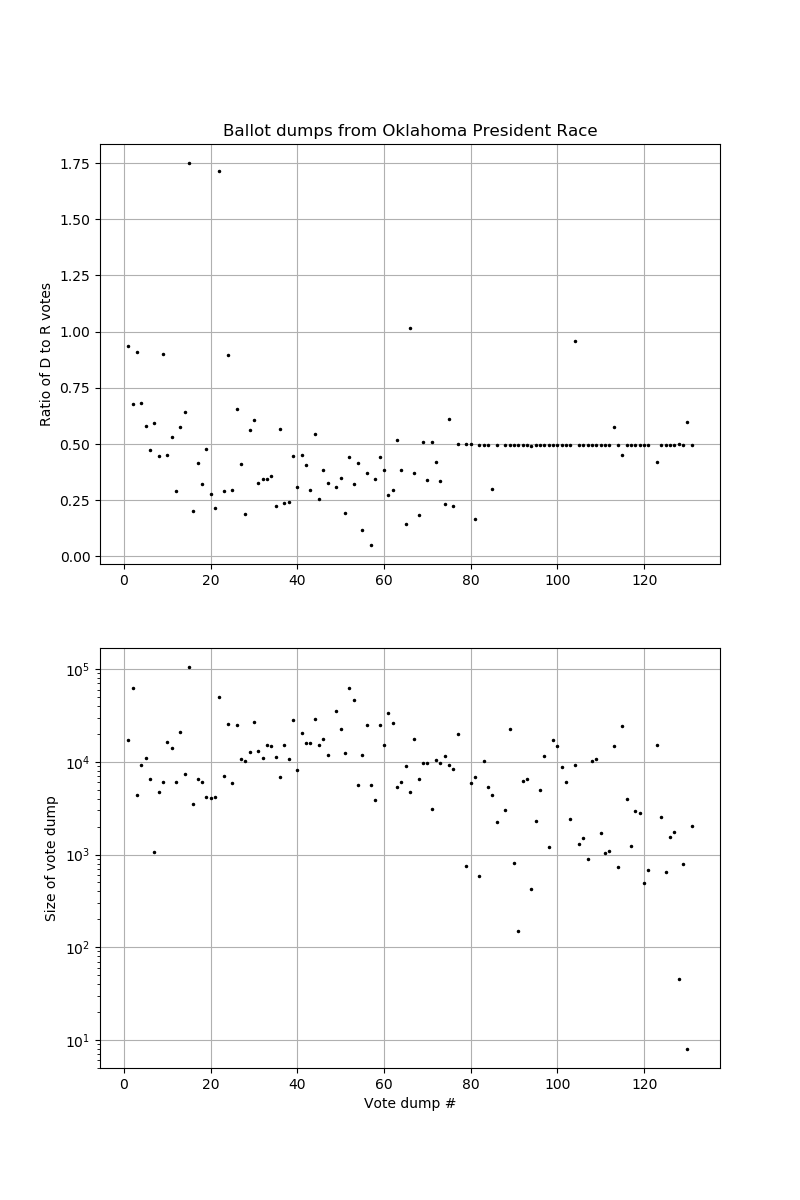 Ballot dumps from Oklahoma President Race
1.75
1.50
1.25
1.00
0.75
0.50
0.25
0.00
Ratio of D to R votes
0 20 40 60 80 100 120
10^5
10^4
10^3
10^2
10^1
Size of vote dump
0 20 40 60 80 100 120
Vote dump #